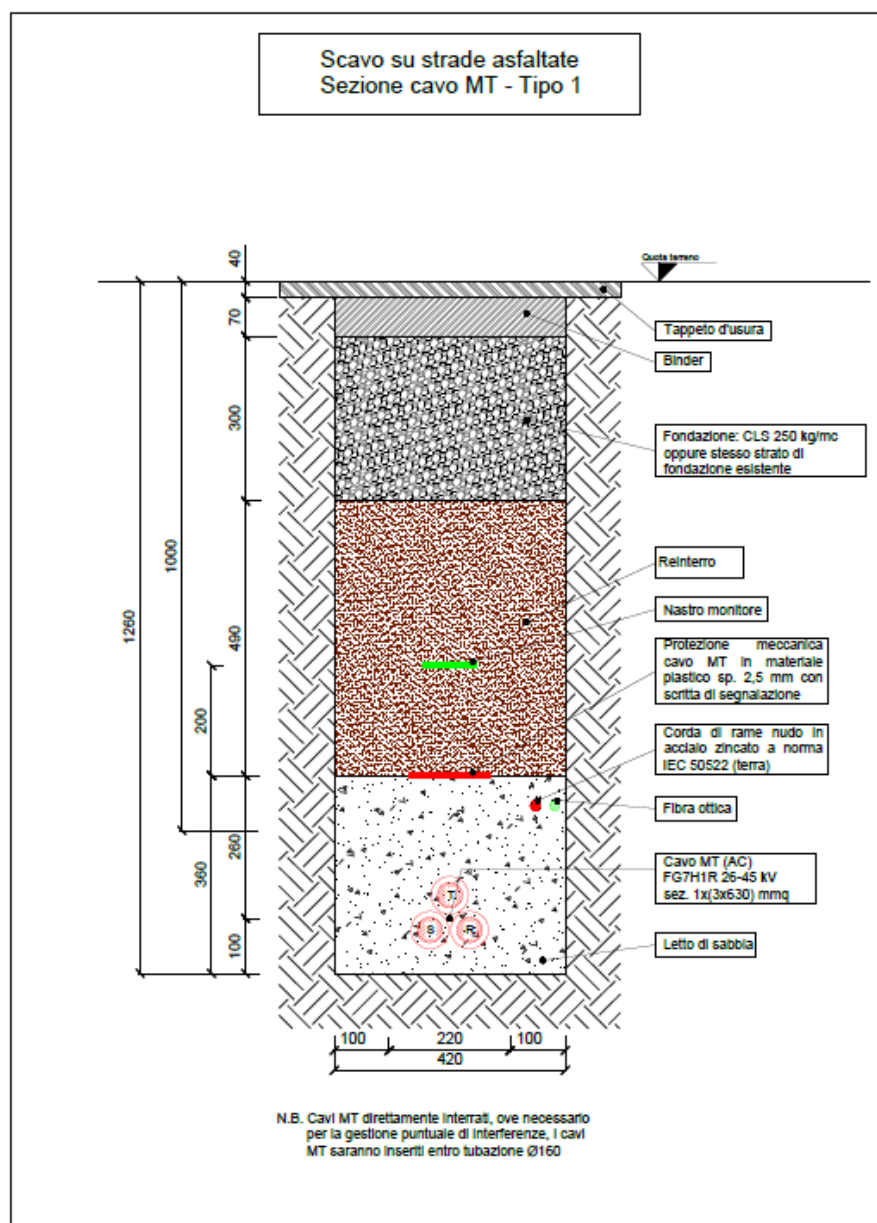 Scavo su strade asfaltate
Sezione cavo MT - Tipo 1
Quota terreno
40
70
300
490
200
260
100
360
1000
1260
Tappeto d'usura
Binder
Fondazione: CLS 250 kg/mc
oppure stesso strato di
fondazione esistente
Reinterro
Nastro monitore
Protezione meccanica
cavo MT in materiale
plastico sp. 2,5 mm con
scritta di segnalazione
Corda di rame nudo in
acciaio zincato a norma
IEC 50522 (terra)
Fibra ottica
Cavo MT (AC)
FG7H1R 26-45 kV
sez. 1x(3x630) mmq
Letto di sabbia
T
S
R
100
220
100
420
N.B. Cavi MT direttamente interrati, ove necessario
per la gestione puntuale di interferenze, i cavi
MT saranno inseriti entro tubazione Ø160